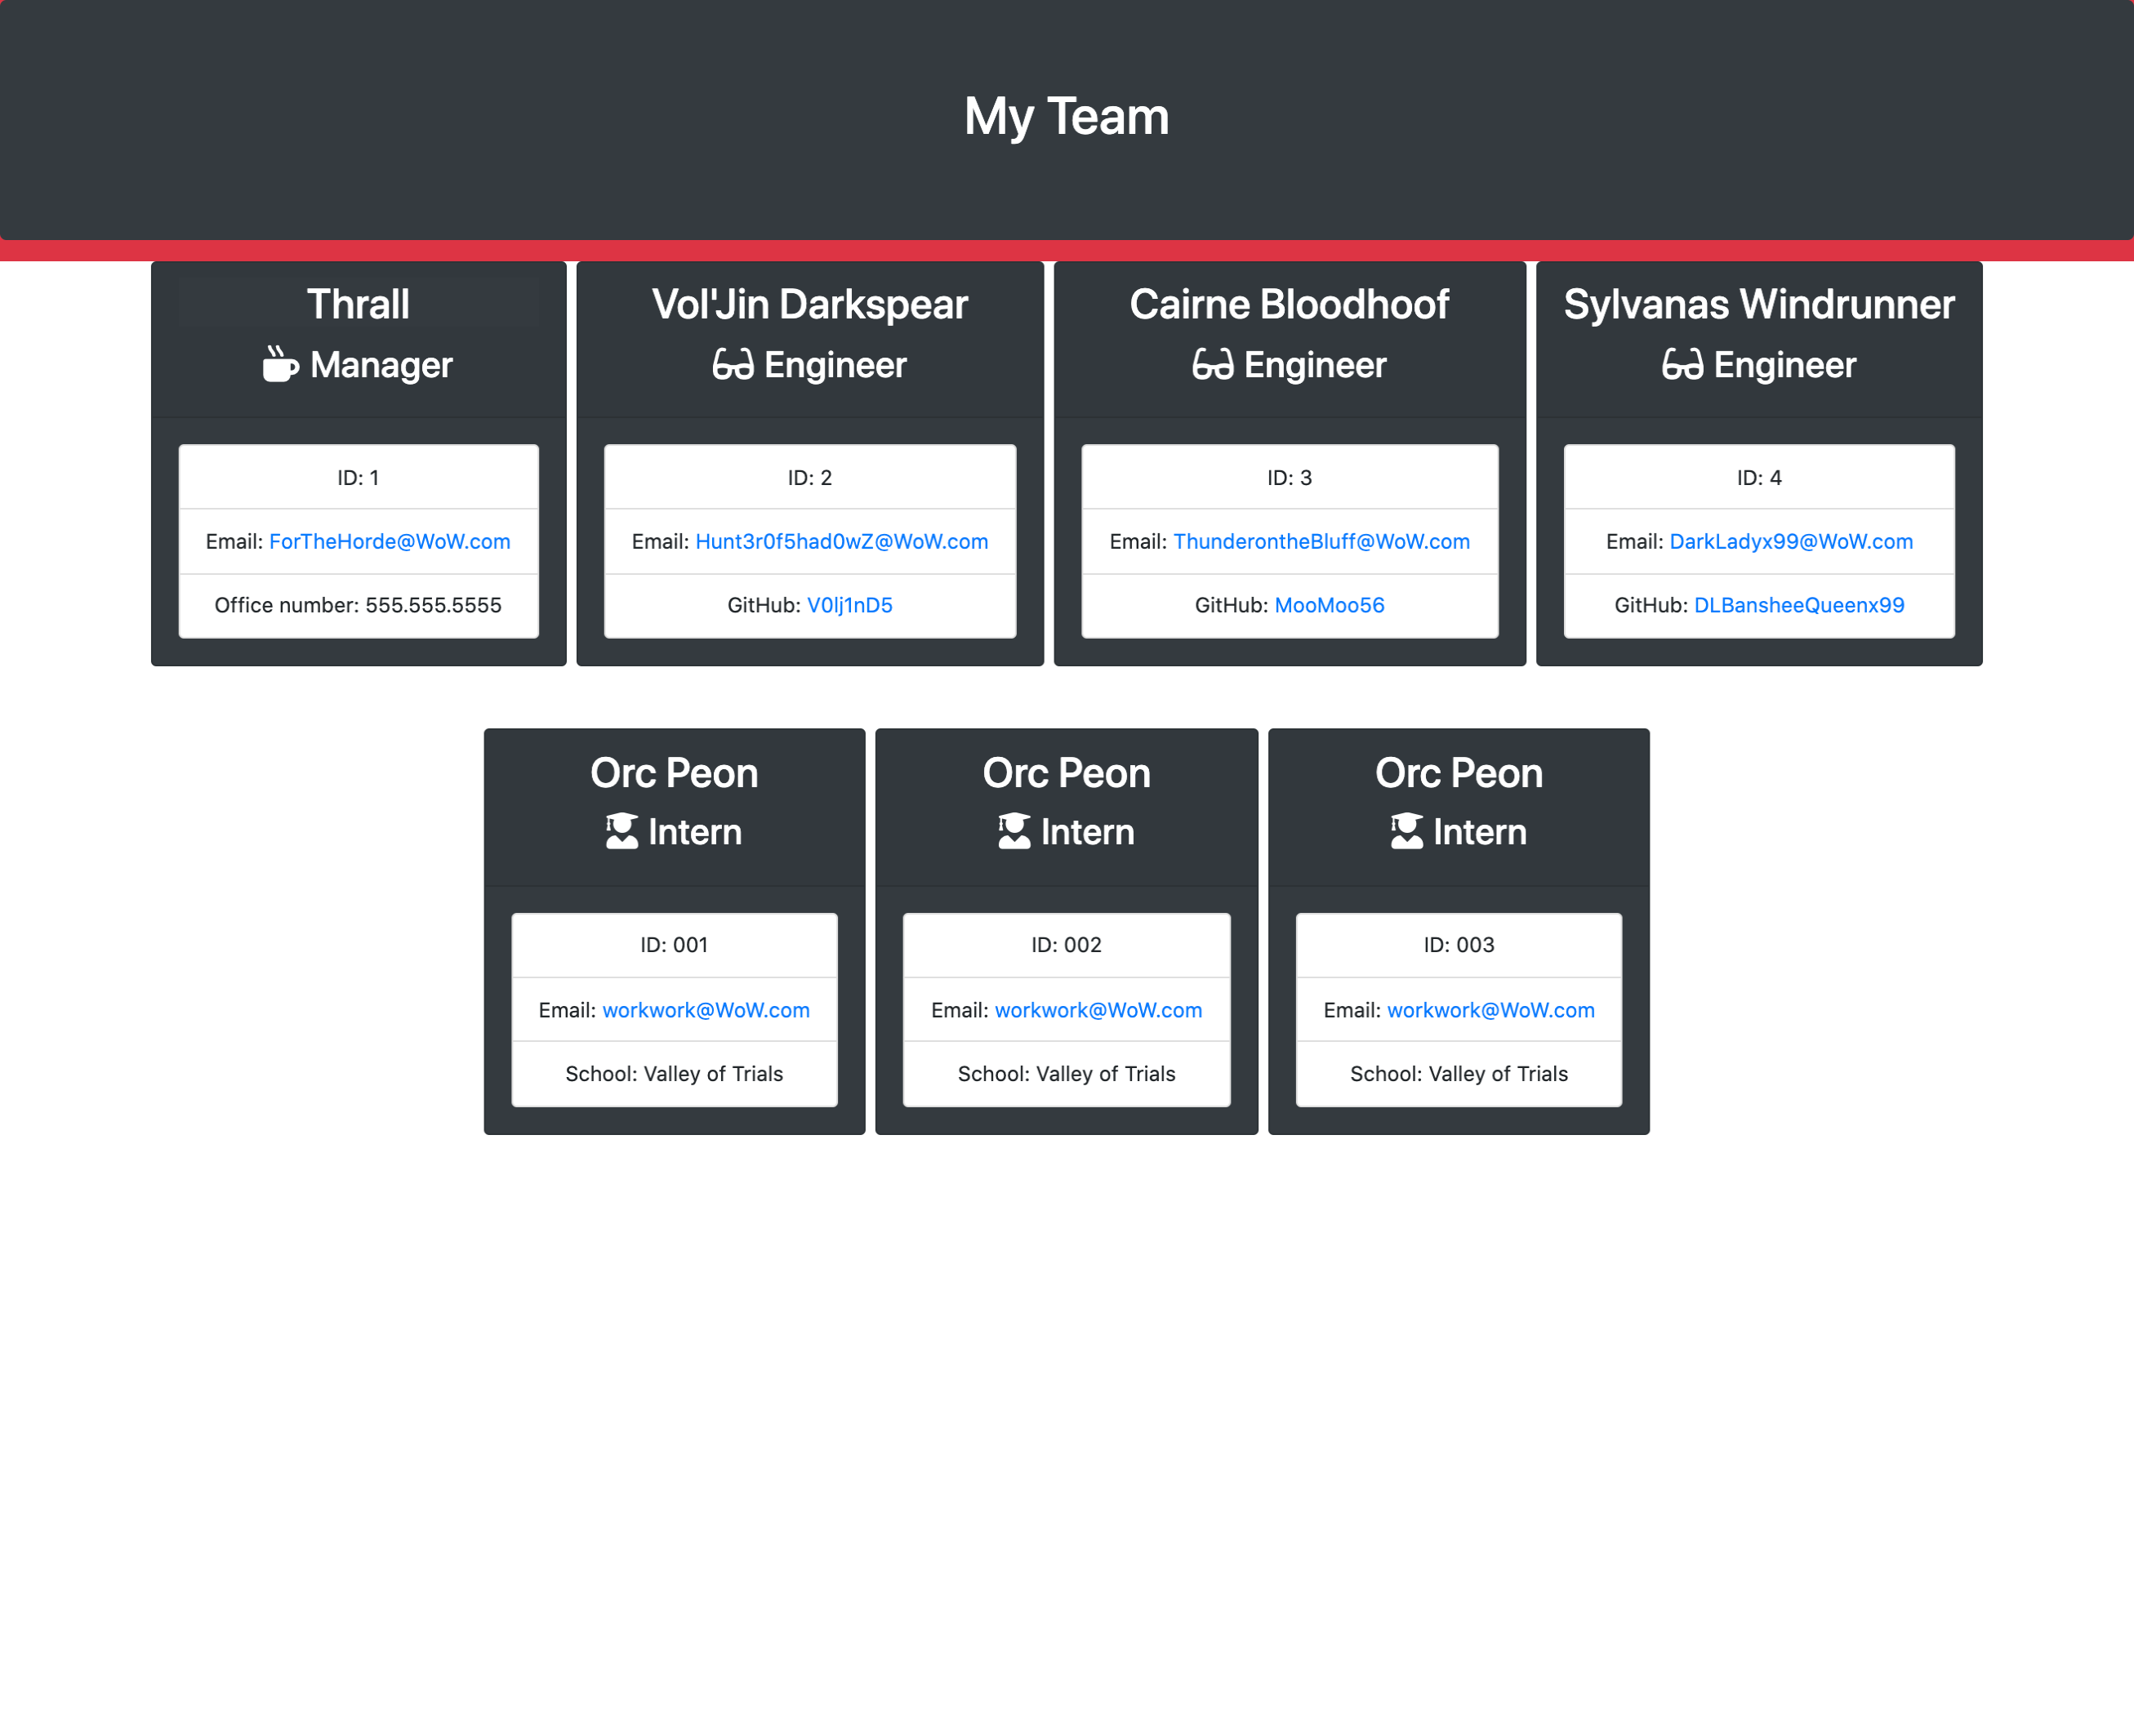 My Team
Thrall
Manager
ID: 1
Email: ForTheHorde@WoW.com
Office number: 555.555.5555
Vol'Jin Darkspear
Engineer
ID: 2
Email: Hunt3r0f5had0wZ@WoW.com
GitHub: V0lj1nD5
Cairne Bloodhoof
Engineer
ID: 3
Email: ThunderontheBluff@WoW.com
GitHub: MooMoo56
Sylvanas Windrunner
Engineer
ID: 4
Email: DarkLadyx99@WoW.com
GitHub: DLBansheeQueenx99
Orc Peon
Intern
ID: 001
Email: workwork@WoW.com
School: Valley of Trials
Orc Peon
Intern
ID: 002
Email: workwork@WoW.com
School: Valley of Trials
Orc Peon
Intern
ID: 003
Email: workwork@WoW.com
School: Valley of Trials